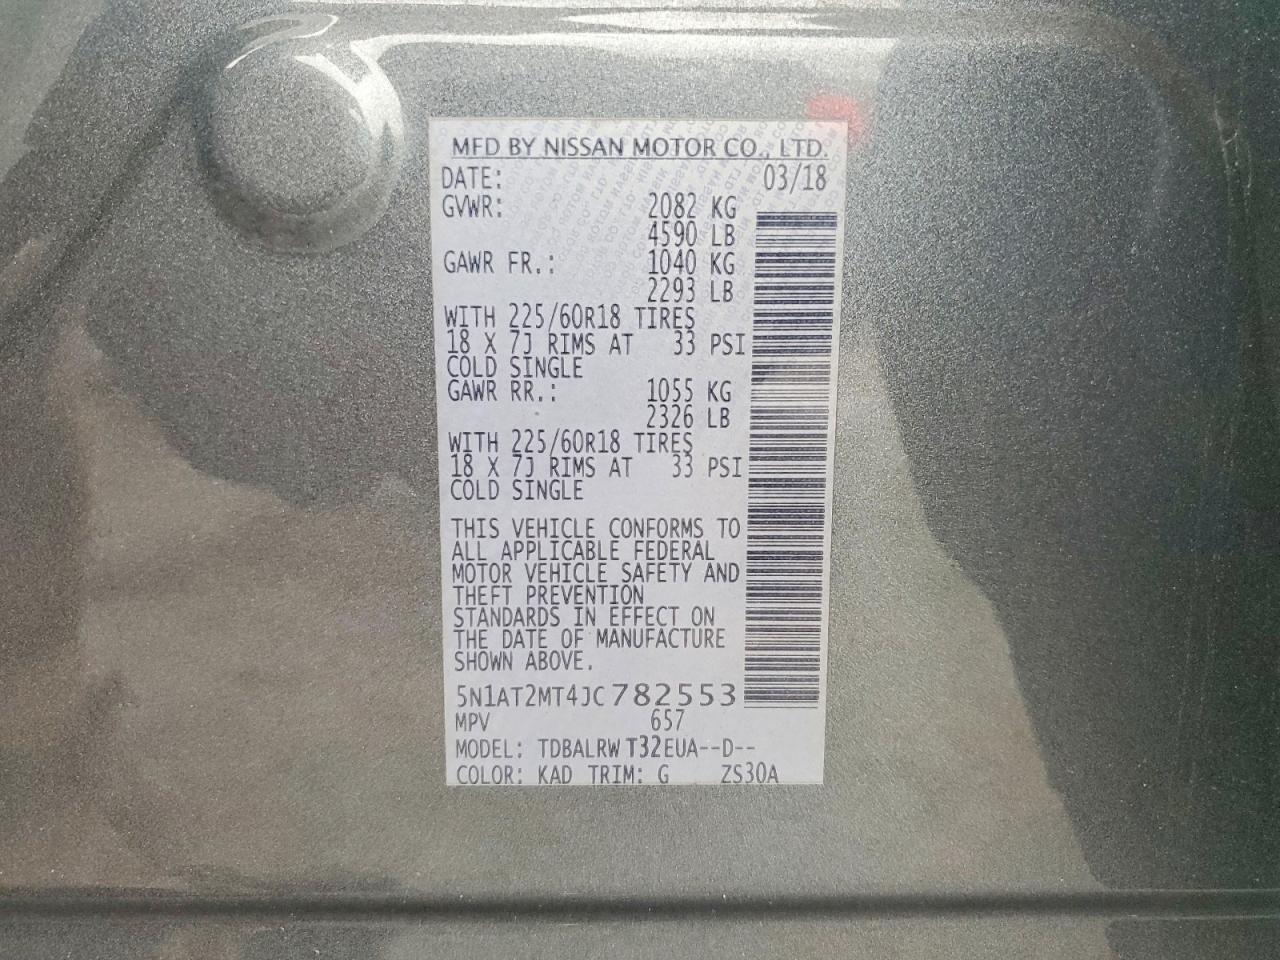 MFD BY NISSAN MOTOR CO., LTD.
DATE: 03/18
GVWR: 2082 KG
4590 LB
GAWR FR.: 1040 KG
2293 LB
WITH 225/60R18 TIRES
18 X 7J RIMS AT 33 PSI
COLD SINGLE
GAWR RR.: 1055 KG
2326 LB
WITH 225/60R18 TIRES
18 X 7J RIMS AT 33 PSI
COLD SINGLE
THIS VEHICLE CONFORMS TO
ALL APPLICABLE FEDERAL
MOTOR VEHICLE SAFETY AND
THEFT PREVENTION
STANDARDS IN EFFECT ON
THE DATE OF MANUFACTURE
SHOWN ABOVE.
5N1AT2MT4JC782553
MPV 657
MODEL: TDBALRW T32EUA--D--
COLOR: KAD TRIM: G ZS30A